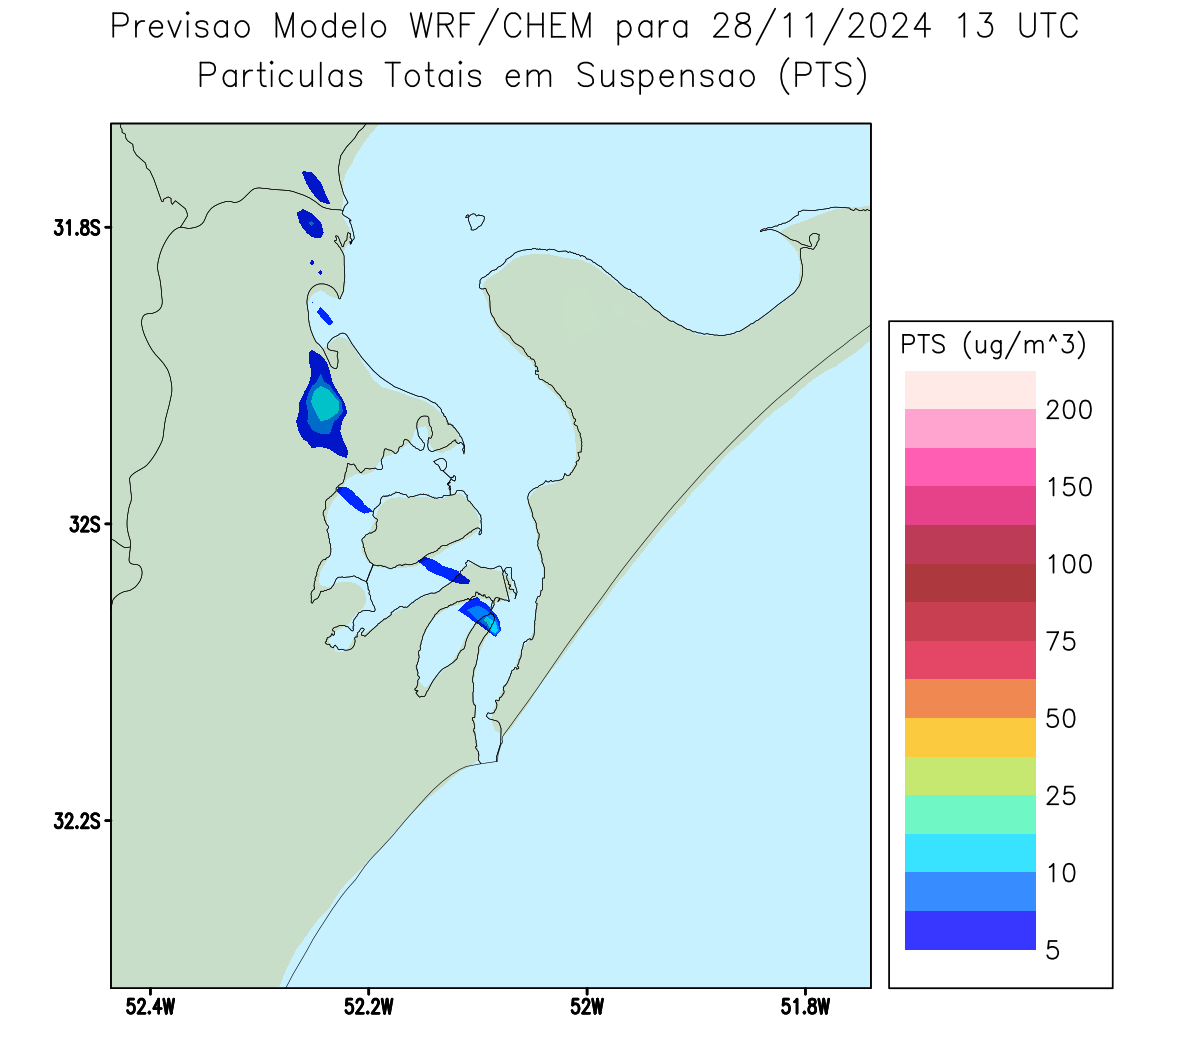 Previsao Modelo WRF/CHEM para 28/11/2024 13 UTC
Particulas Totais em Suspensao (PTS)
31.8S
32S
32.2S
52.4W
52.2W
52W
51.8W
PTS (ug/m^3)
200
150
100
75
50
25
10
5